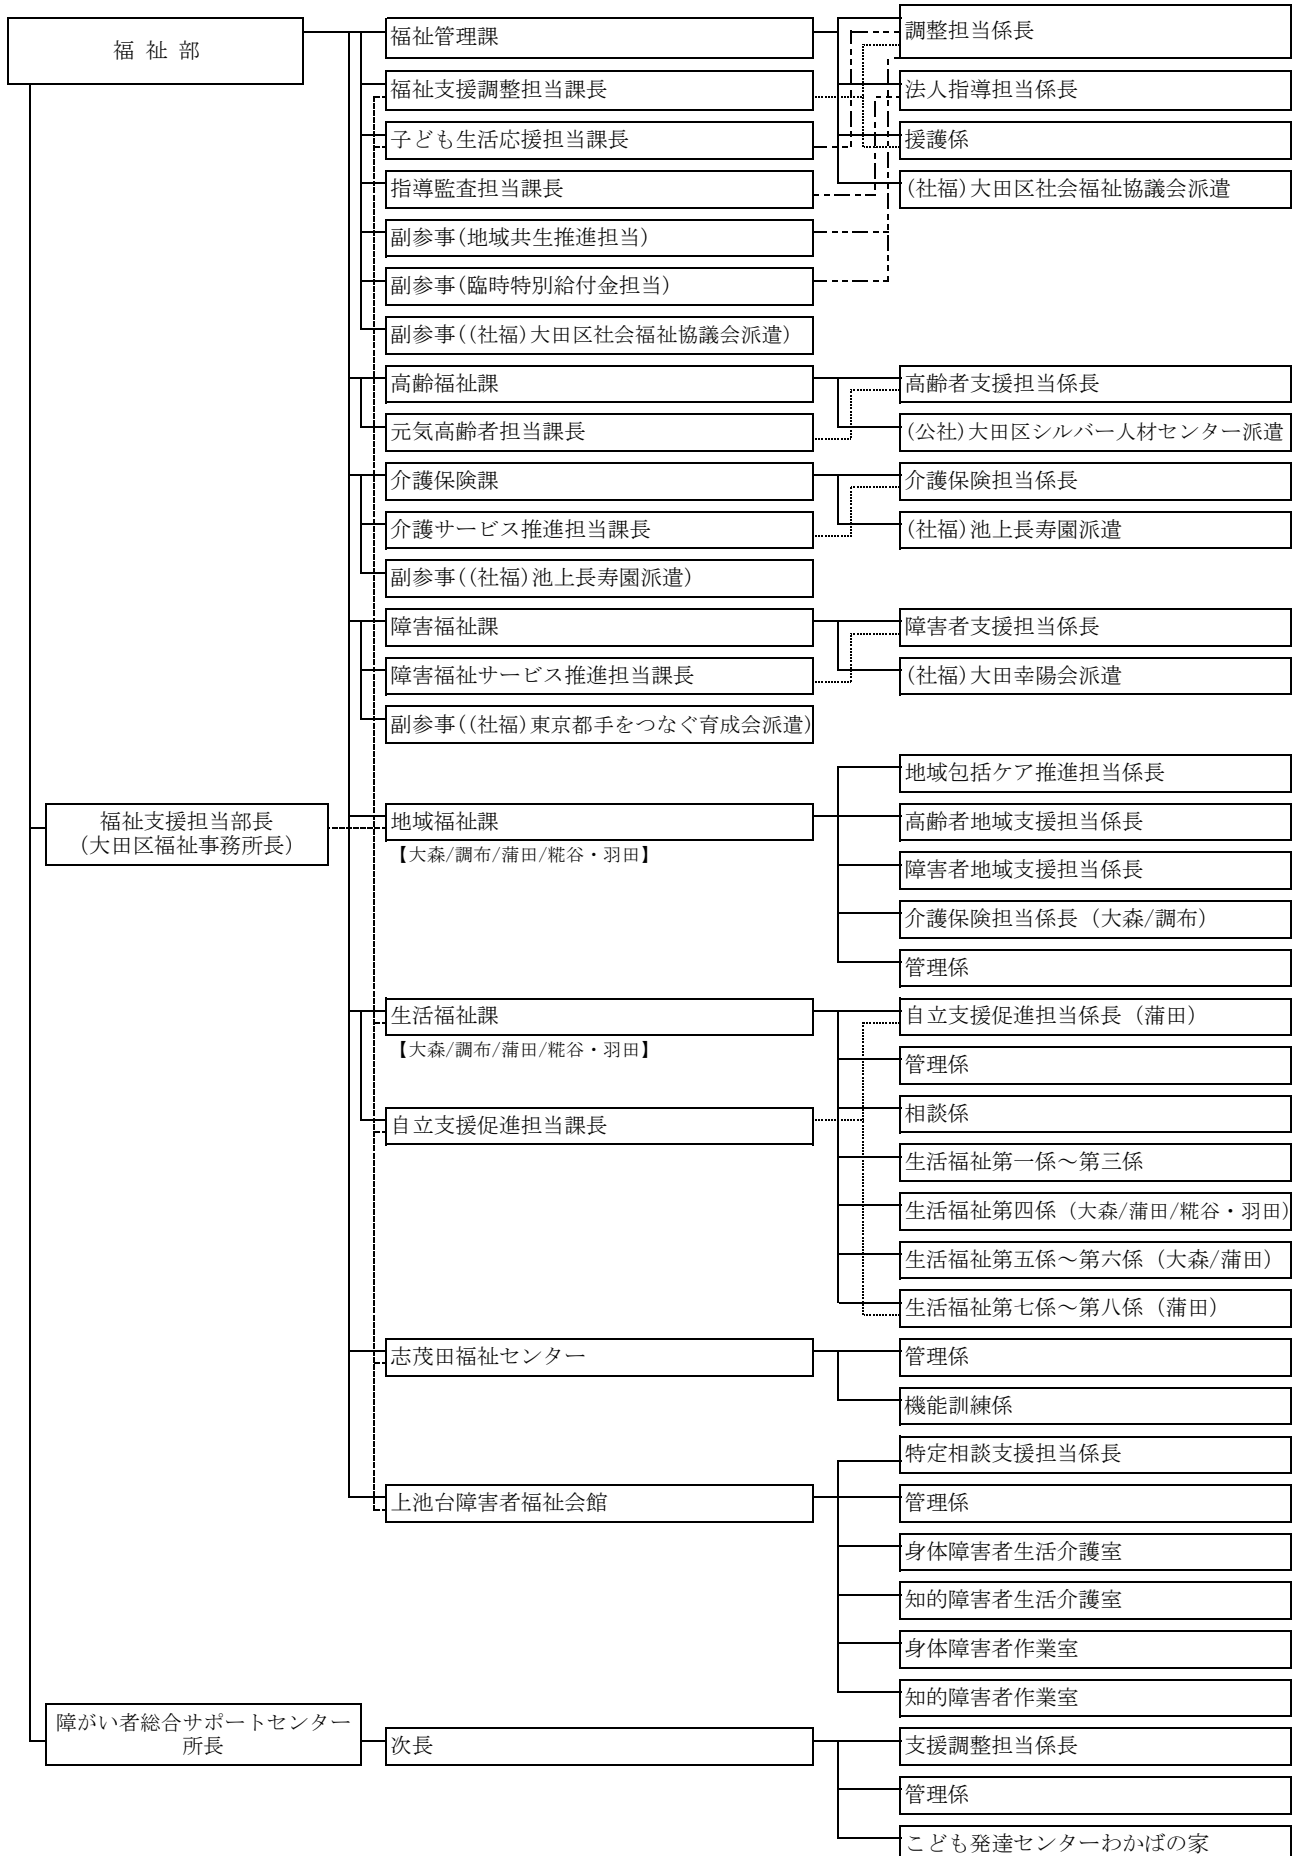 福祉部
福祉管理課
調整担当係長
福祉支援調整担当課長
法人指導担当係長
子ども生活応援担当課長
援護係
指導監査担当課長
(社福)大田区社会福祉協議会派遣
副参事(地域共生推進担当)
副参事(臨時特別給付金担当)
副参事((社福)大田区社会福祉協議会派遣)
高齢福祉課
高齢者支援担当係長
元気高齢者担当課長
(公社)大田区シルバー人材センター派遣
介護保険課
介護保険担当係長
介護サービス推進担当課長
(社福)池上長寿園派遣
副参事((社福)池上長寿園派遣)
障害福祉課
障害者支援担当係長
障害福祉サービス推進担当課長
(社福)大田幸陽会派遣
副参事((社福)東京都手をつなぐ育成会派遣)
地域包括ケア推進担当係長
福祉支援担当部長
(大田区福祉事務所長)
地域福祉課
【大森/調布/蒲田/糀谷・羽田】
高齢者地域支援担当係長
障害者地域支援担当係長
介護保険担当係長(大森/調布)
管理係
生活福祉課
【大森/調布/蒲田/糀谷・羽田】
自立支援促進担当係長(蒲田)
管理係
自立支援促進担当課長
相談係
生活福祉第一係～第三係
生活福祉第四係(大森/蒲田/糀谷・羽田)
生活福祉第五係～第六係(大森/蒲田)
生活福祉第七係～第八係(蒲田)
志茂田福祉センター
管理係
機能訓練係
特定相談支援担当係長
上池台障害者福祉会館
管理係
身体障害者生活介護室
知的障害者生活介護室
身体障害者作業室
知的障害者作業室
障がい者総合サポートセンター
所長
次長
支援調整担当係長
管理係
こども発達センターわかばの家